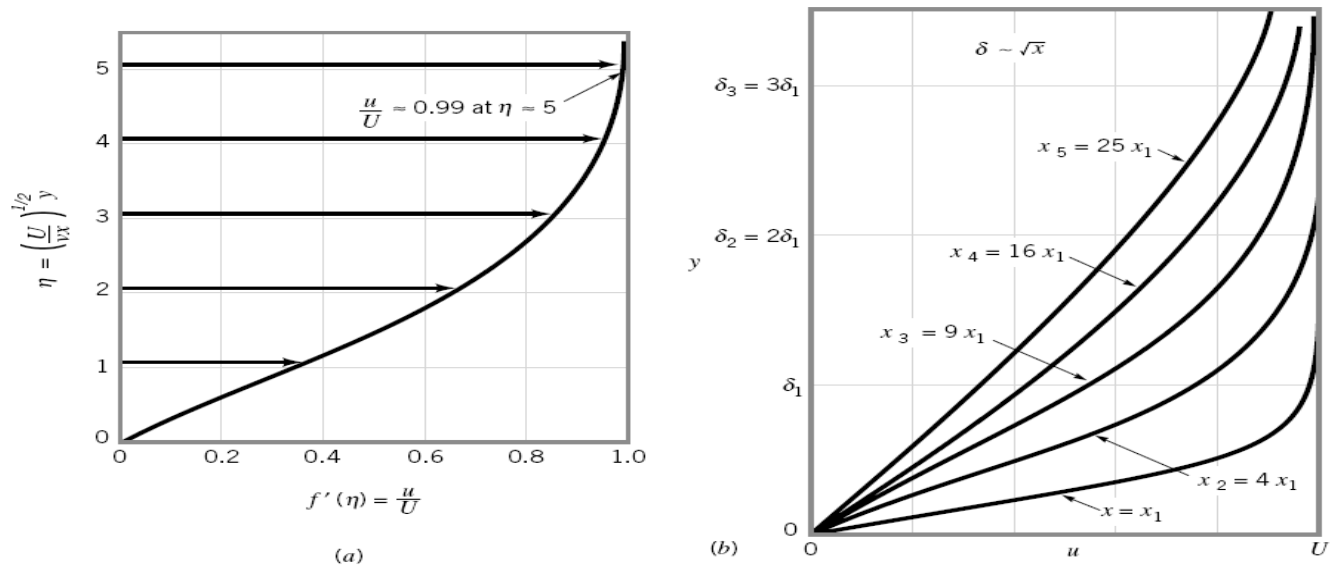 5
4
3
2
1
0
η = (U/νx)^1/2 y
u/U ≈ 0.99 at η ≈ 5
0 0.2 0.4 0.6 0.8 1.0
f′(η) = u/U
(a)
δ ~ √x
δ3 = 3δ1
x5 = 25 x1
δ2 = 2δ1
y
x4 = 16 x1
x3 = 9 x1
δ1
x2 = 4 x1
x = x1
0
0 u U
(b)